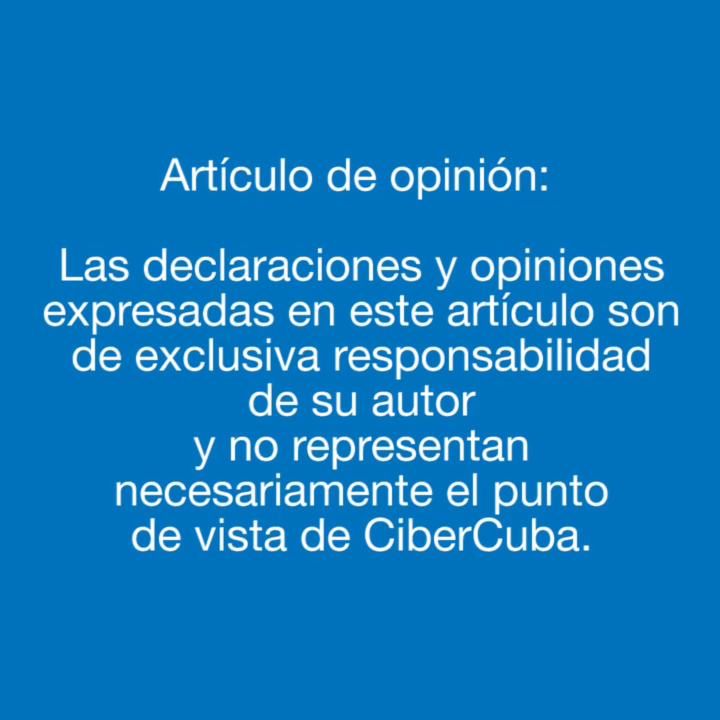 Artículo de opinión:
Las declaraciones y opiniones
expresadas en este artículo son
de exclusiva responsabilidad
de su autor
y no representan
necesariamente el punto
de vista de CiberCuba.